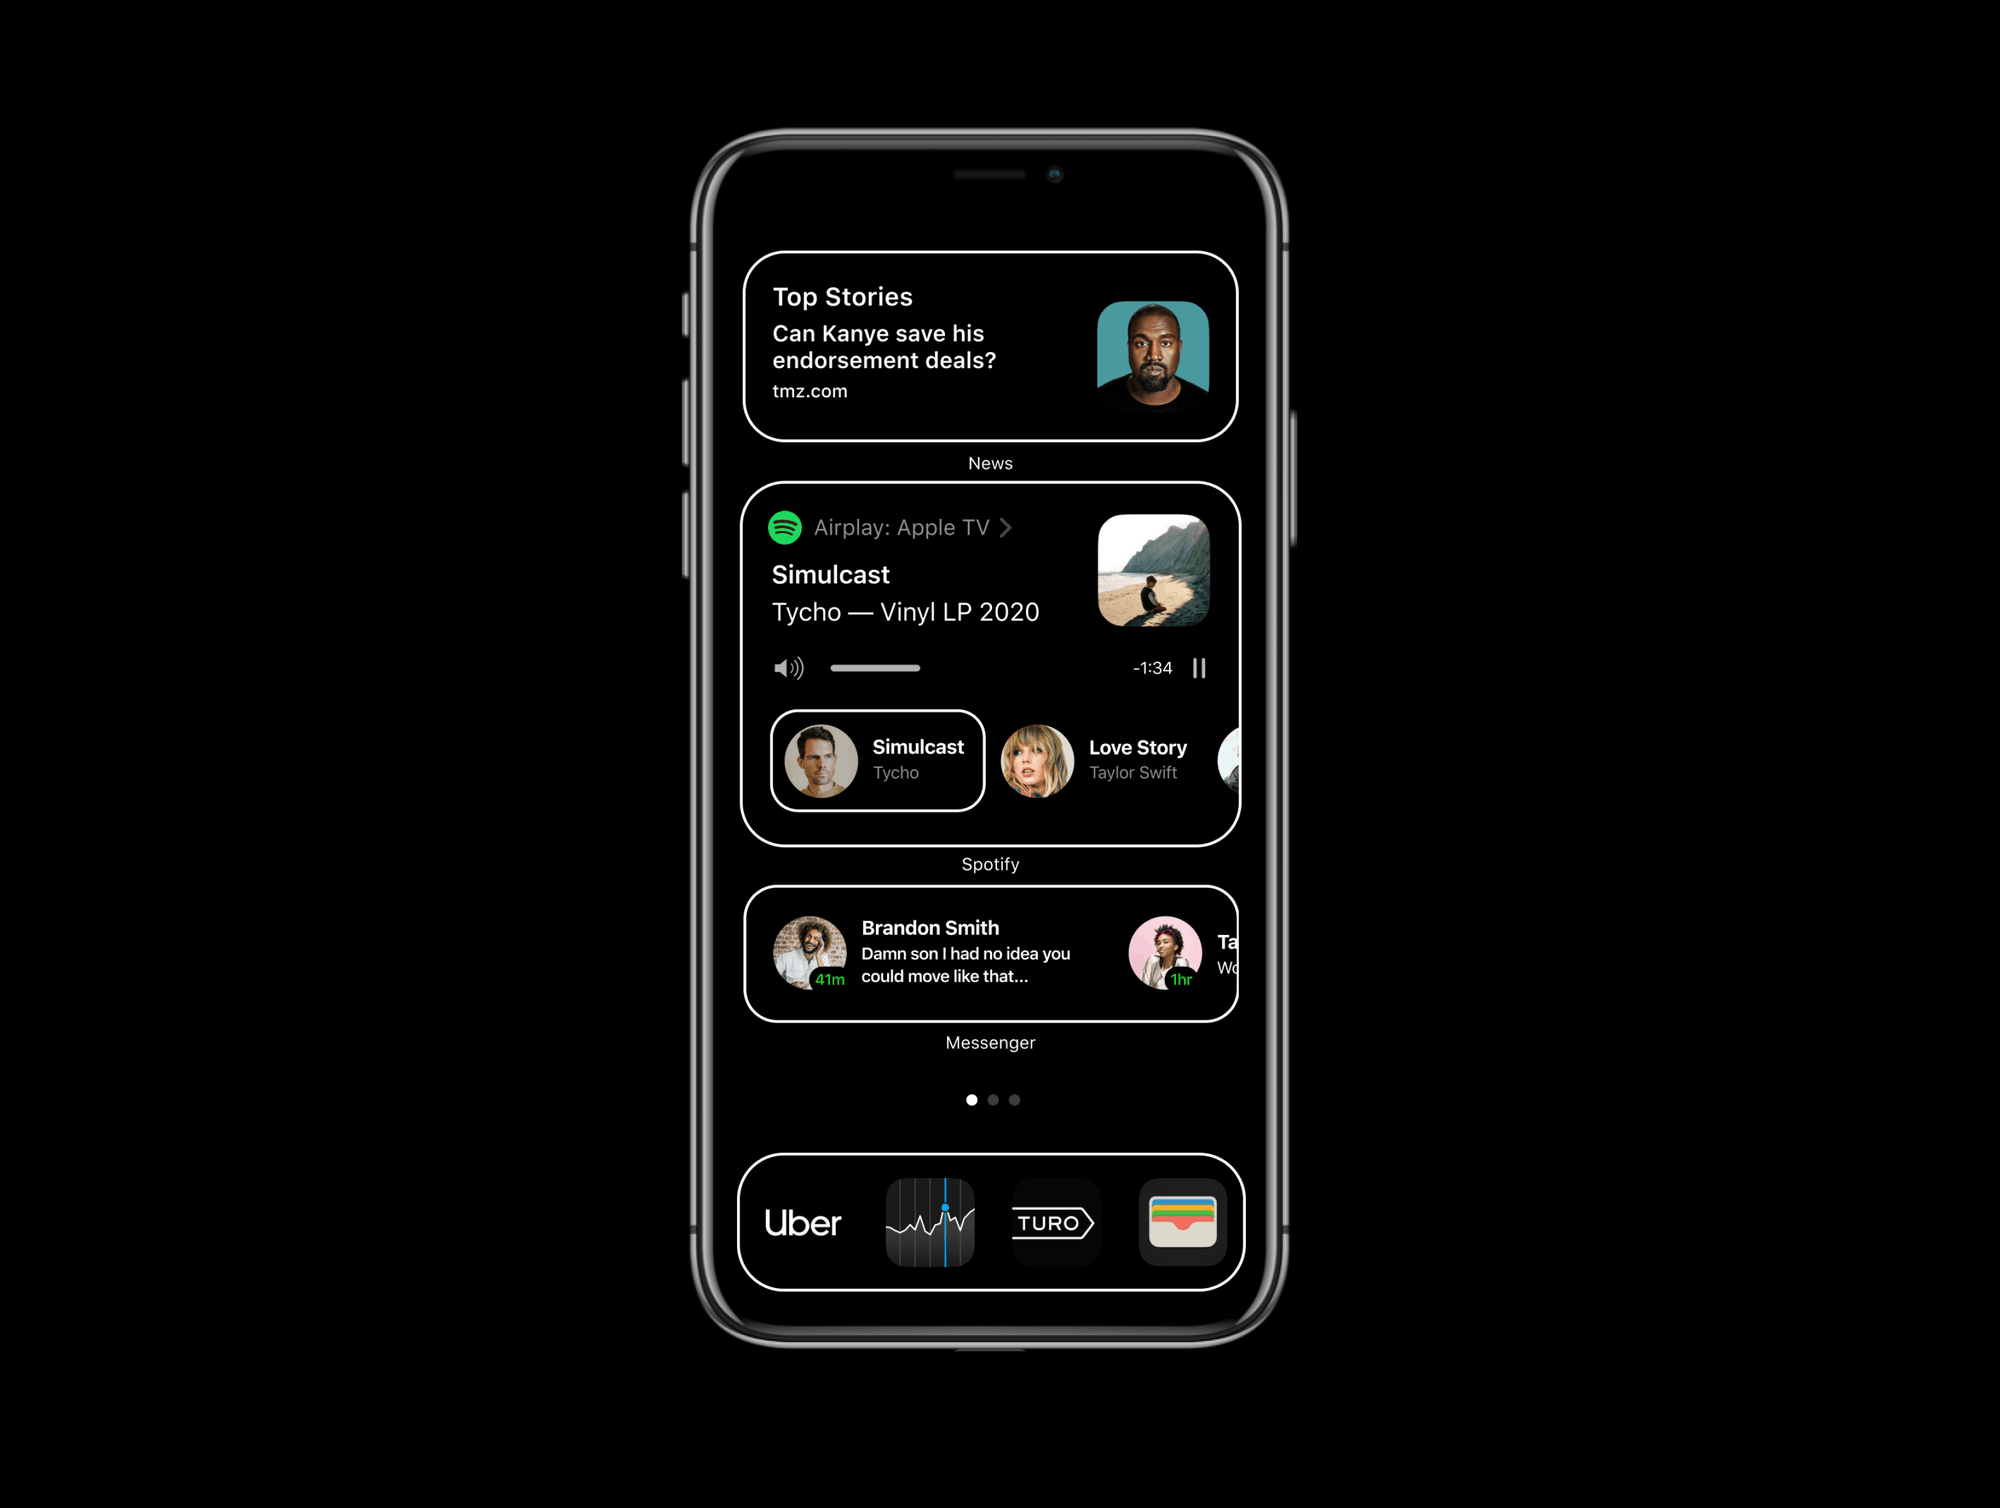 Top Stories
Can Kanye save his
endorsement deals?
tmz.com
News
Airplay: Apple TV
Simulcast
Tycho — Vinyl LP 2020
-1:34
Simulcast
Tycho
Love Story
Taylor Swift
Spotify
Brandon Smith
Damn son I had no idea you
could move like that...
41m
1hr
Ta
Wo
Messenger
Uber
TURO